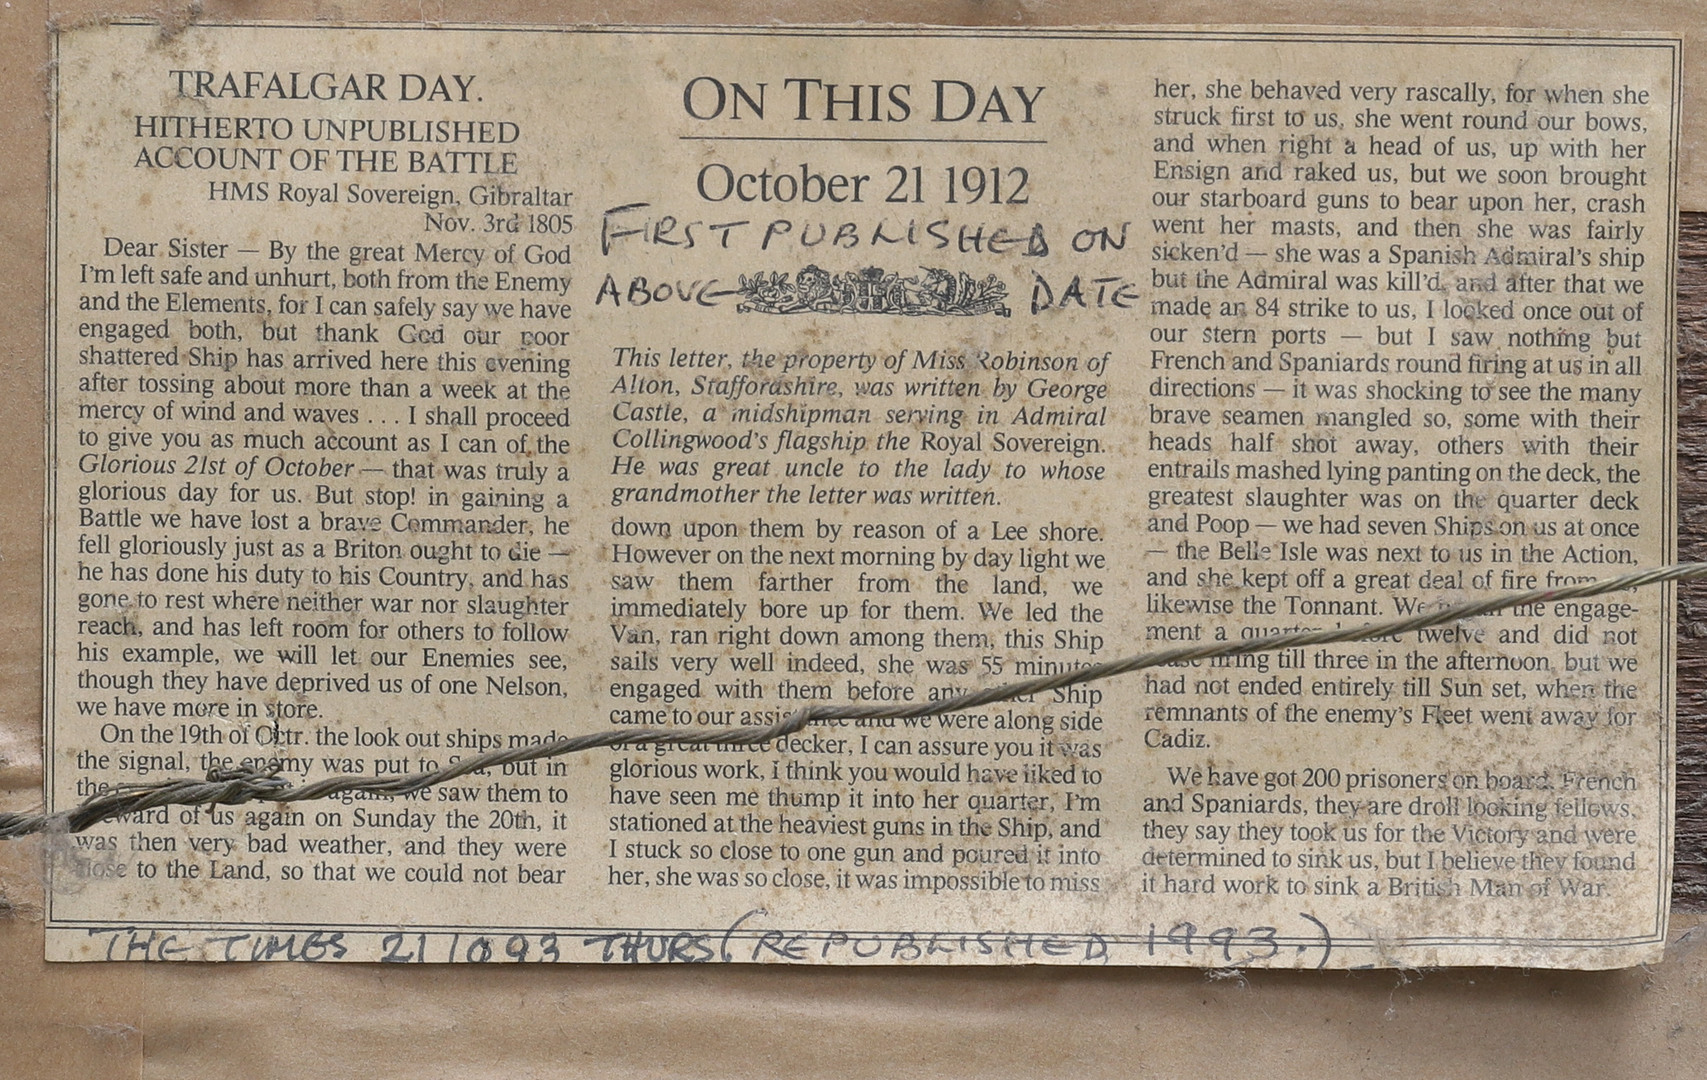 TRAFALGAR DAY.
HITHERTO UNPUBLISHED
ACCOUNT OF THE BATTLE
HMS Royal Sovereign, Gibraltar
Nov. 3rd 1805
Dear Sister — By the great Mercy of God
I'm left safe and unhurt, both from the Enemy
and the Elements, for I can safely say we have
engaged both, but thank God our poor
shattered Ship has arrived here this evening
after tossing about more than a week at the
mercy of wind and waves . . . I shall proceed
to give you as much account as I can of the
Glorious 21st of October — that was truly a
glorious day for us. But stop! in gaining a
Battle we have lost a brave Commander, he
fell gloriously just as a Briton ought to die —
he has done his duty to his Country, and has
gone to rest where neither war nor slaughter
reach, and has left room for others to follow
his example, we will let our Enemies see,
though they have deprived us of one Nelson,
we have more in store.
On the 19th of Octr. the look out ships made
the signal, the enemy was put to Sea, but in
the again, we saw them to
of us again on Sunday the 20th, it
was then very bad weather, and they were
close to the Land, so that we could not bear
ON THIS DAY
October 21 1912
FIRST PUBLISHED ON
ABOVE DATE
This letter, the property of Miss Robinson of
Alton, Staffordshire, was written by George
Castle, a midshipman serving in Admiral
Collingwood's flagship the Royal Sovereign.
He was great uncle to the lady to whose
grandmother the letter was written.
down upon them by reason of a Lee shore.
However on the next morning by day light we
saw them farther from the land, we
immediately bore up for them. We led the
Van, ran right down among them, this Ship
sails very well indeed, she was 55 minutes
engaged with them before any other Ship
came to our assistance and we were along side
of a great three decker, I can assure you it was
glorious work, I think you would have liked to
have seen me thump it into her quarter, I'm
stationed at the heaviest guns in the Ship, and
I stuck so close to one gun and poured it into
her, she was so close, it was impossible to miss
her, she behaved very rascally, for when she
struck first to us, she went round our bows,
and when right a head of us, up with her
Ensign and raked us, but we soon brought
our starboard guns to bear upon her, crash
went her masts, and then she was fairly
sicken'd — she was a Spanish Admiral's ship
but the Admiral was kill'd, and after that we
made an 84 strike to us, I looked once out of
our stern ports — but I saw nothing but
French and Spaniards round firing at us in all
directions — it was shocking to see the many
brave seamen mangled so, some with their
heads half shot away, others with their
entrails mashed lying panting on the deck, the
greatest slaughter was on the quarter deck
and Poop — we had seven Ships on us at once
— the Belle Isle was next to us in the Action,
and she kept off a great deal of fire from
likewise the Tonnant. We the engage-
ment a quarter before twelve and did not
cease firing till three in the afternoon, but we
had not ended entirely till Sun set, when the
remnants of the enemy's Fleet went away for
Cadiz.
We have got 200 prisoners on board, French
and Spaniards, they are droll looking fellows,
they say they took us for the Victory and were
determined to sink us, but I believe they found
it hard work to sink a British Man of War.
THE TIMES 21 10 93 THURS (REPUBLISHED 1993.)